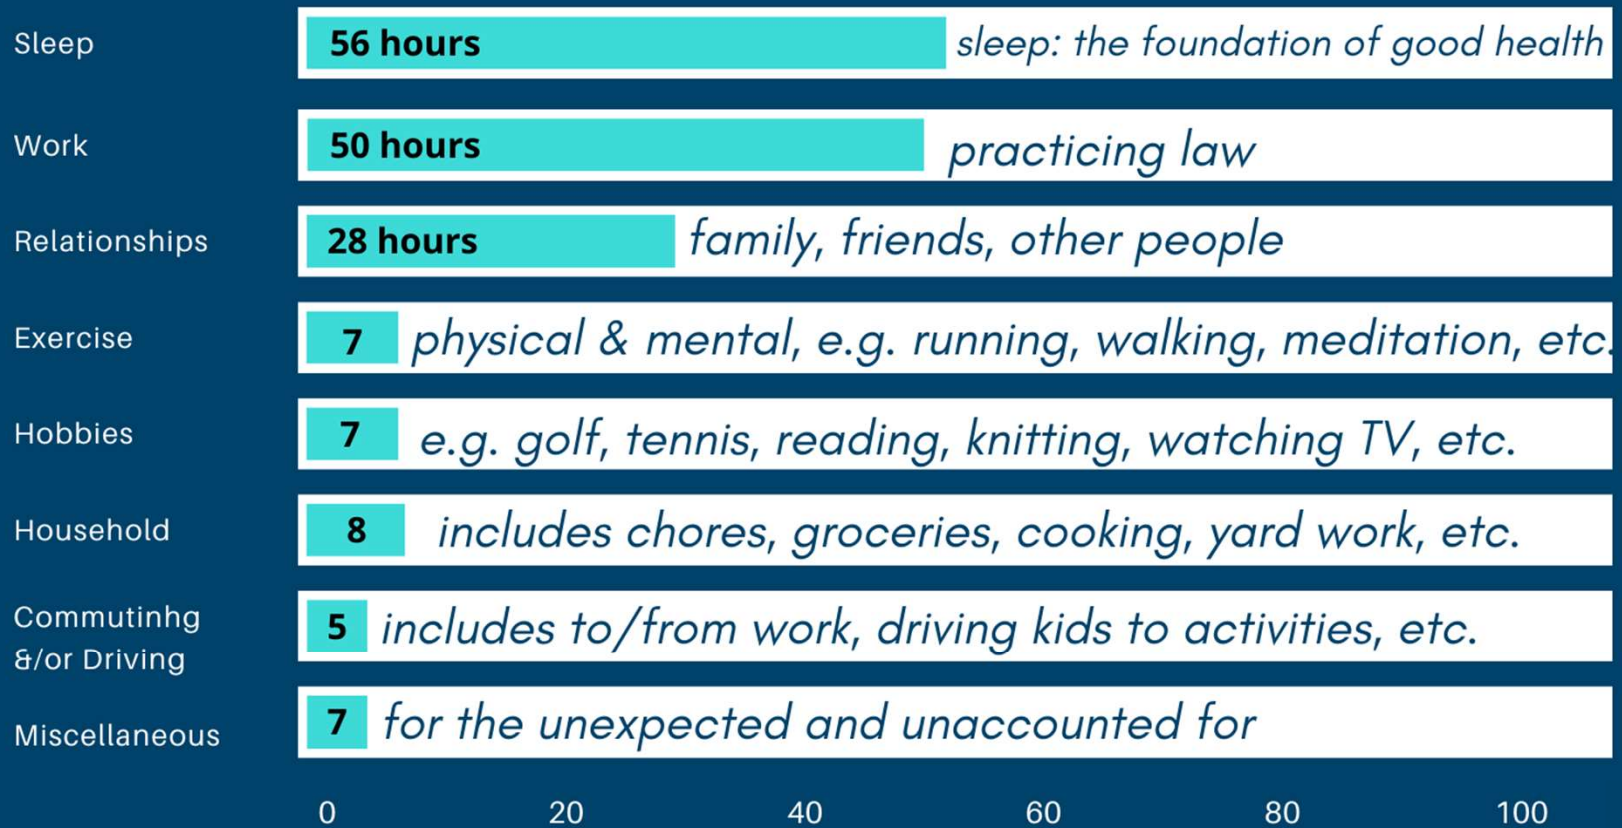 Sleep 56 hours sleep: the foundation of good health
Work 50 hours practicing law
Relationships 28 hours family, friends, other people
Exercise 7 physical & mental, e.g. running, walking, meditation, etc.
Hobbies 7 e.g. golf, tennis, reading, knitting, watching TV, etc.
Household 8 includes chores, groceries, cooking, yard work, etc.
Commutinhg
&/or Driving 5 includes to/from work, driving kids to activities, etc.
Miscellaneous 7 for the unexpected and unaccounted for
0 20 40 60 80 100